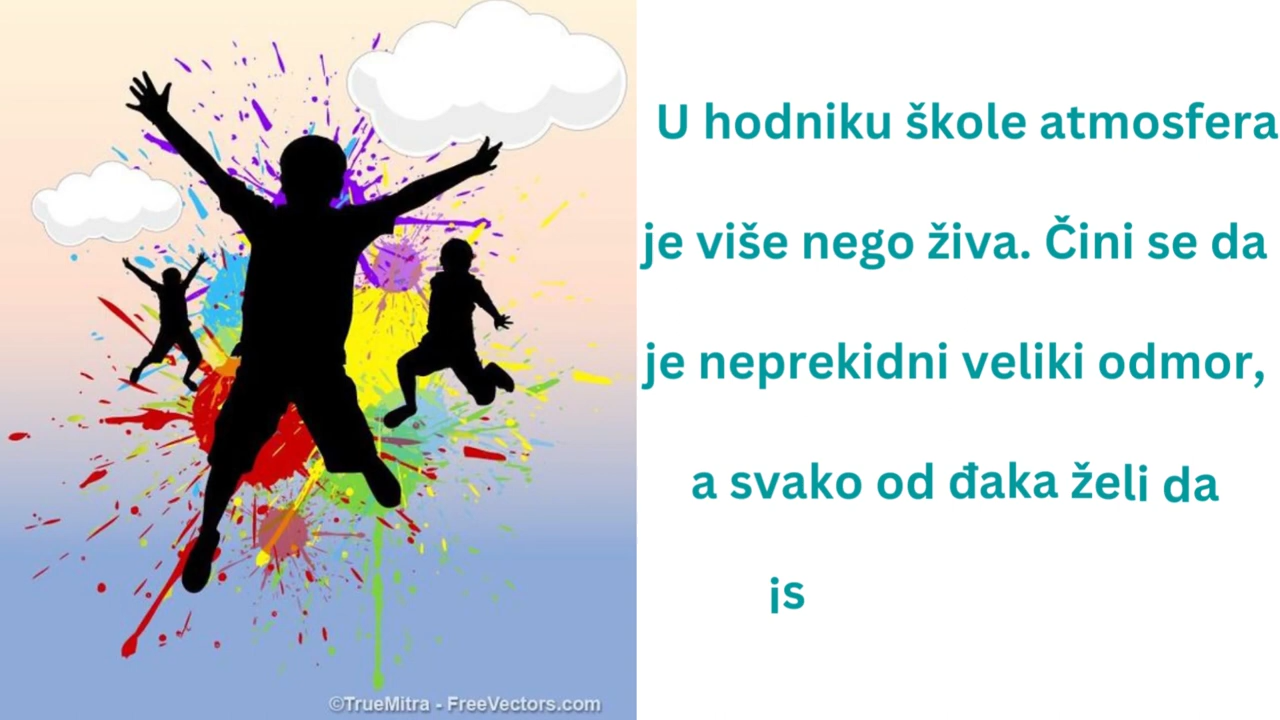 U hodniku škole atmosfera
je više nego živa. Čini se da
je neprekidni veliki odmor,
a svako od đaka želi da
is
©TrueMitra - FreeVectors.com